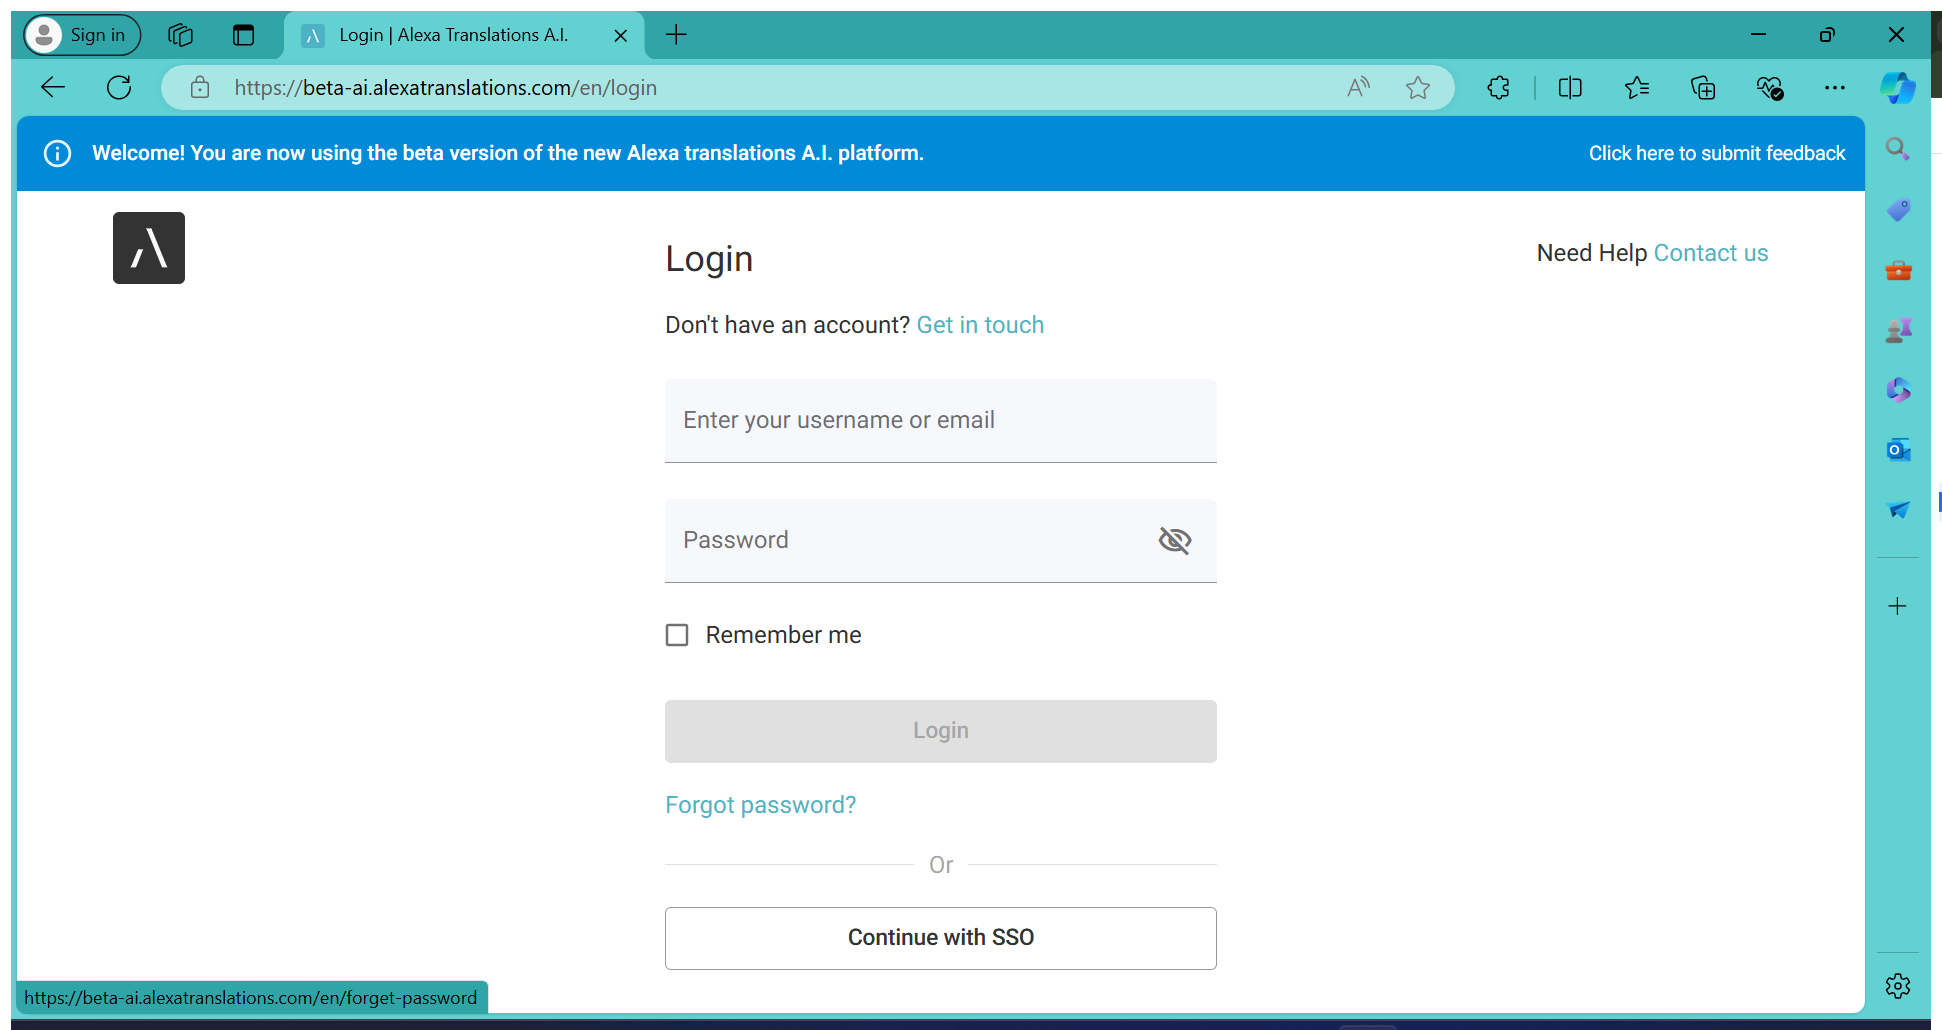 Sign in
Login | Alexa Translations A.I.
https://beta-ai.alexatranslations.com/en/login
Welcome! You are now using the beta version of the new Alexa translations A.I. platform.
Click here to submit feedback
Login
Need Help Contact us
Don't have an account? Get in touch
Enter your username or email
Password
Remember me
Login
Forgot password?
Or
Continue with SSO
https://beta-ai.alexatranslations.com/en/forget-password